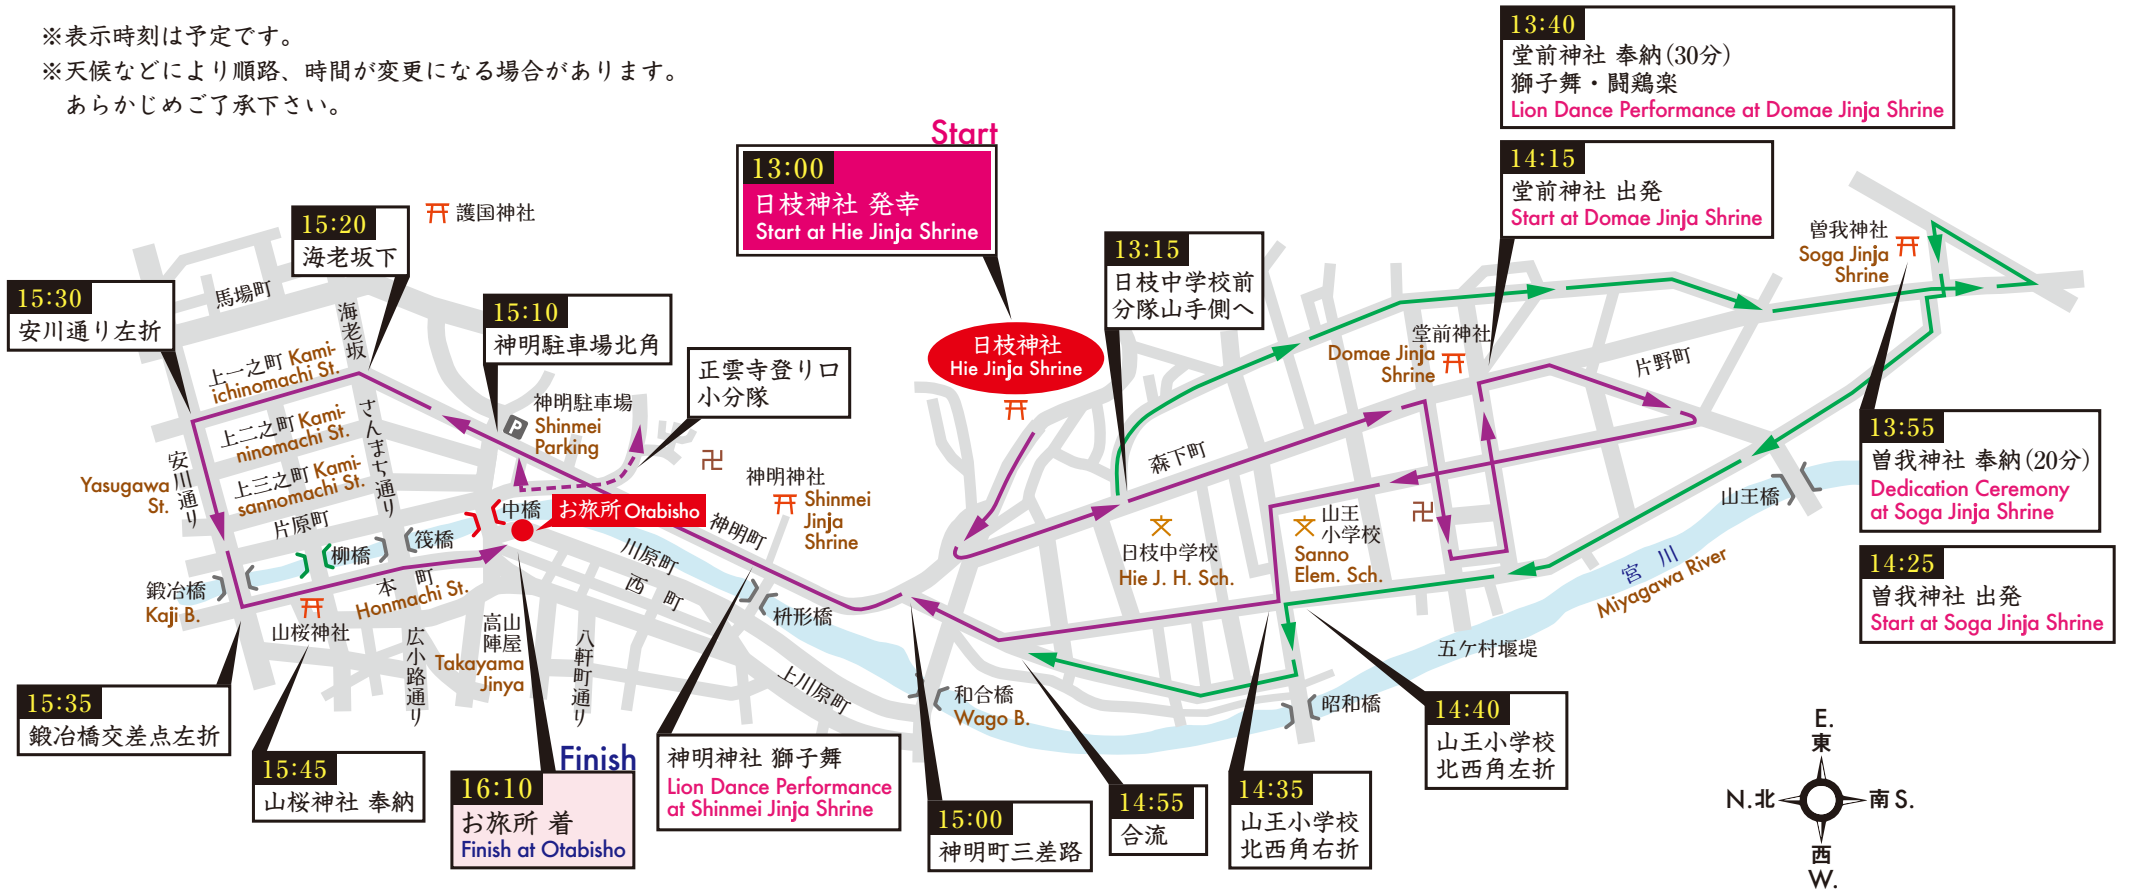 ※表示時刻は予定です。
※天候などにより順路、時間が変更になる場合があります。
あらかじめご了承下さい。
Start
13:00
日枝神社 発幸
Start at Hie Jinja Shrine
13:40
堂前神社 奉納(30分)
獅子舞・闘鶏楽
Lion Dance Performance at Domae Jinja Shrine
14:15
堂前神社 出発
Start at Domae Jinja Shrine
護国神社
15:20
海老坂下
15:30
安川通り左折
15:10
神明駐車場北角
正雲寺登り口
小分隊
13:15
日枝中学校前
分隊山手側へ
日枝神社
Hie Jinja Shrine
曽我神社
Soga Jinja
Shrine
堂前神社
Domae Jinja
Shrine
片野町
馬場町
海老坂
上一之町 Kami-
ichinomachi St.
上二之町 Kami-
ninomachi St.
上三之町 Kami-
sannomachi St.
片原町
さんまち通り
安川通り
Yasugawa
St.
神明駐車場
P
Shinmei
Parking
神明神社
Shinmei
Jinja
Shrine
森下町
中橋
お旅所 Otabisho
神明町
川原町
西町
筏橋
柳橋
鍛冶橋
Kaji B.
本町
Honmachi St.
山桜神社
広小路通り
高山
陣屋
Takayama
Jinya
八軒町通り
上川原町
枡形橋
和合橋
Wago B.
日枝中学校
Hie J. H. Sch.
山王
小学校
Sanno
Elem. Sch.
山王橋
宮川
Miyagawa River
五ケ村堰堤
昭和橋
13:55
曽我神社 奉納(20分)
Dedication Ceremony
at Soga Jinja Shrine
14:25
曽我神社 出発
Start at Soga Jinja Shrine
15:35
鍛冶橋交差点左折
15:45
山桜神社 奉納
Finish
16:10
お旅所 着
Finish at Otabisho
神明神社 獅子舞
Lion Dance Performance
at Shinmei Jinja Shrine
15:00
神明町三差路
14:55
合流
14:35
山王小学校
北西角右折
14:40
山王小学校
北西角左折
E.
東
N.北
南S.
西
W.